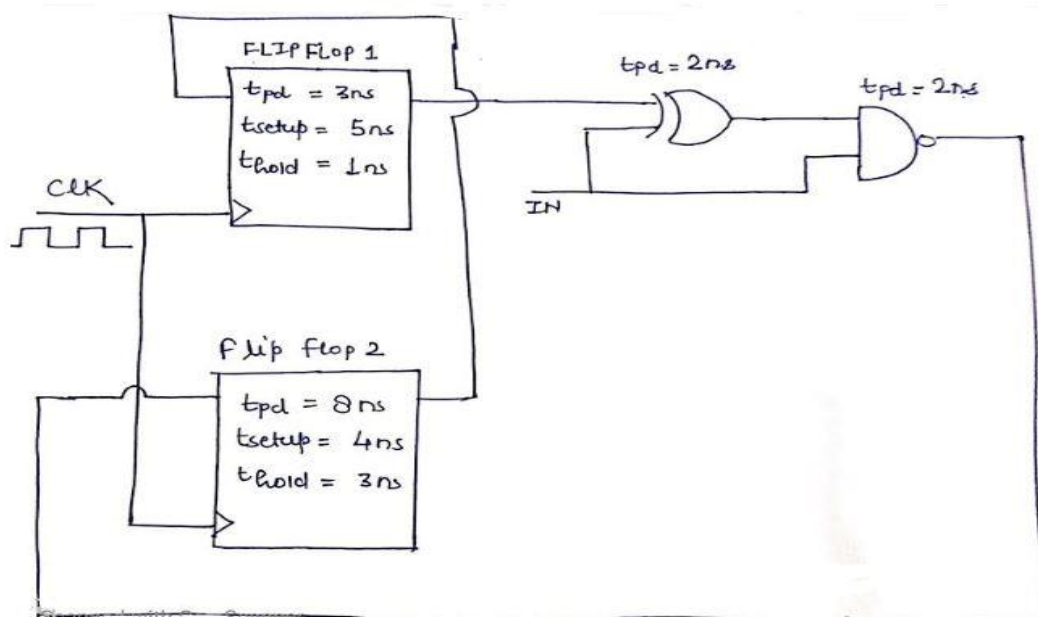 FLIP FLOP 1
tpd = 3ns
tsetup = 5ns
thold = 1ns
tpd = 2ns
tpd = 2ns
CLK
IN
Flip Flop 2
tpd = 8ns
tsetup = 4ns
thold = 3ns